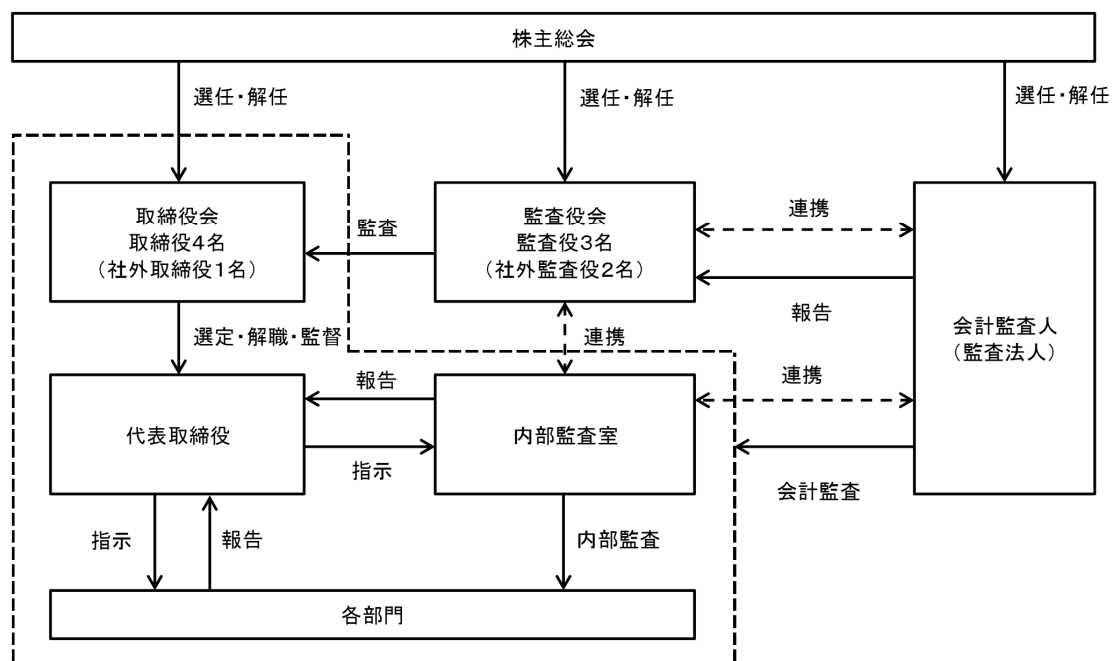 株主総会
選任・解任
選任・解任
選任・解任
取締役会
取締役4名
（社外取締役1名）
監査
監査役会
監査役3名
（社外監査役2名）
連携
報告
会計監査人
（監査法人）
選定・解職・監督
連携
報告
連携
代表取締役
内部監査室
指示
会計監査
指示
報告
内部監査
各部門